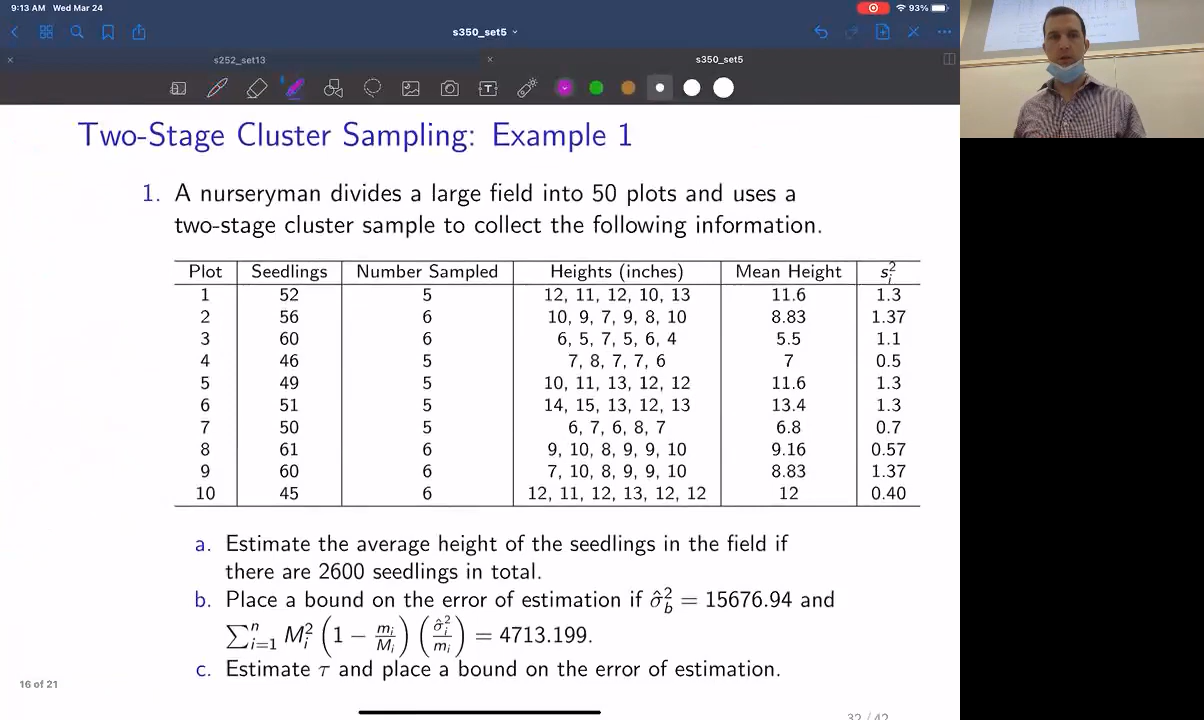 9:13 AM Wed Mar 24
93%
s350_set5
s252_set13
s350_set5
Two-Stage Cluster Sampling: Example 1
1. A nurseryman divides a large field into 50 plots and uses a
two-stage cluster sample to collect the following information.
Plot Seedlings Number Sampled Heights (inches) Mean Height s_i^2
1 52 5 12, 11, 12, 10, 13 11.6 1.3
2 56 6 10, 9, 7, 9, 8, 10 8.83 1.37
3 60 6 6, 5, 7, 5, 6, 4 5.5 1.1
4 46 5 7, 8, 7, 7, 6 7 0.5
5 49 5 10, 11, 13, 12, 12 11.6 1.3
6 51 5 14, 15, 13, 12, 13 13.4 1.3
7 50 5 6, 7, 6, 8, 7 6.8 0.7
8 61 6 9, 10, 8, 9, 9, 10 9.16 0.57
9 60 6 7, 10, 8, 9, 9, 10 8.83 1.37
10 45 6 12, 11, 12, 13, 12, 12 12 0.40
a. Estimate the average height of the seedlings in the field if
there are 2600 seedlings in total.
b. Place a bound on the error of estimation if σ̂_b^2 = 15676.94 and
∑_{i=1}^n M_i^2 (1 − m_i/M_i) (σ̂_i^2/m_i) = 4713.199.
c. Estimate τ and place a bound on the error of estimation.
16 of 21
32 / 42